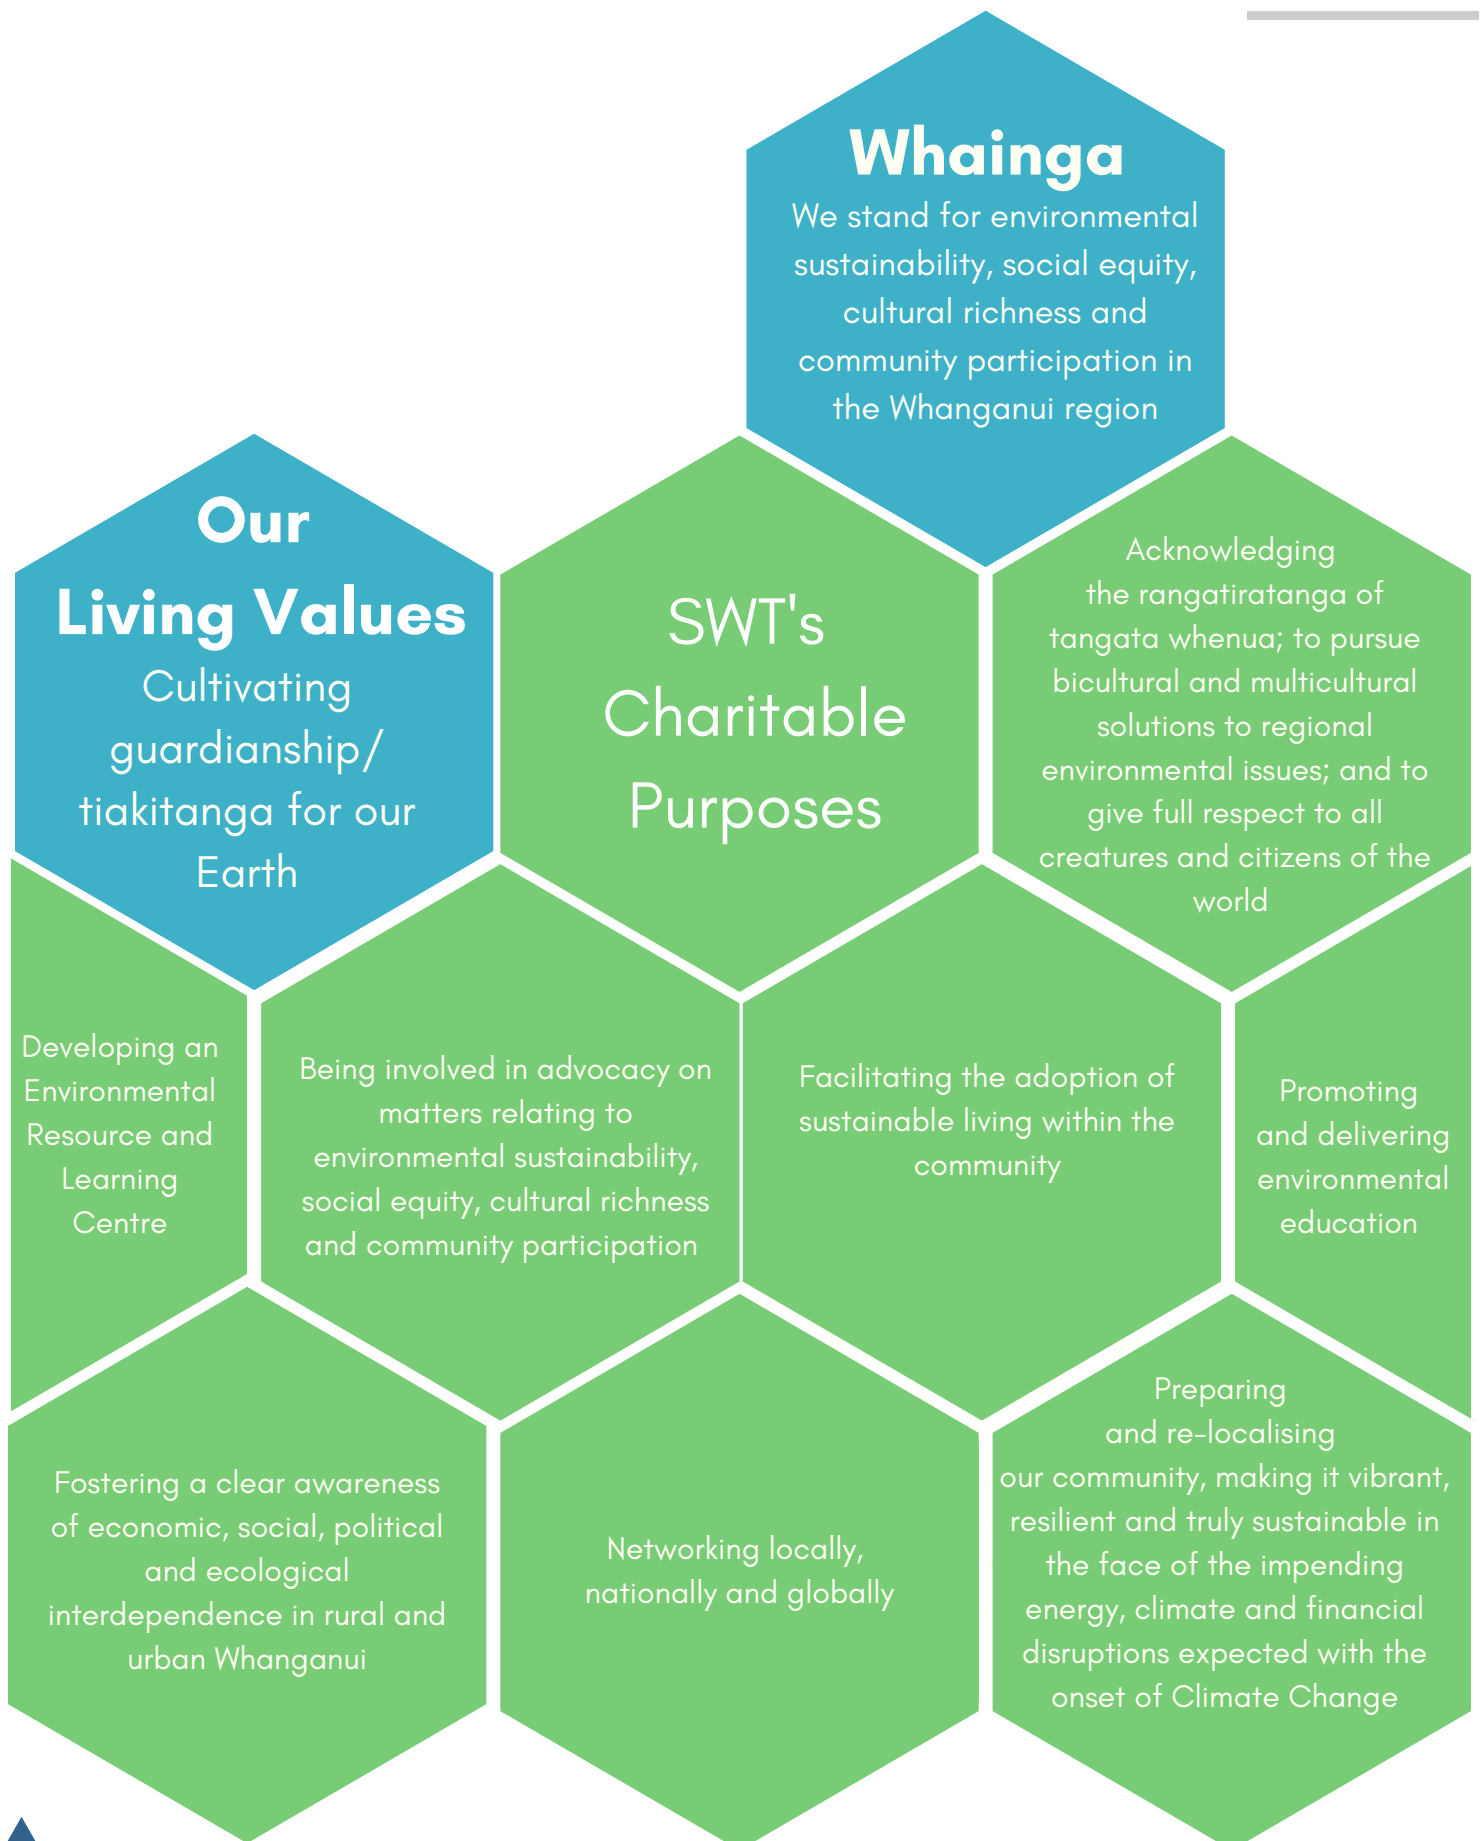 Whainga
We stand for environmental
sustainability, social equity,
cultural richness and
community participation in
the Whanganui region
Our
Living Values
Cultivating
guardianship/
tiakitanga for our
Earth
SWT's
Charitable
Purposes
Acknowledging
the rangatiratanga of
tangata whenua; to pursue
bicultural and multicultural
solutions to regional
environmental issues; and to
give full respect to all
creatures and citizens of the
world
Developing an
Environmental
Resource and
Learning
Centre
Being involved in advocacy on
matters relating to
environmental sustainability,
social equity, cultural richness
and community participation
Facilitating the adoption of
sustainable living within the
community
Promoting
and delivering
environmental
education
Fostering a clear awareness
of economic, social, political
and ecological
interdependence in rural and
urban Whanganui
Networking locally,
nationally and globally
Preparing
and re-localising
our community, making it vibrant,
resilient and truly sustainable in
the face of the impending
energy, climate and financial
disruptions expected with the
onset of Climate Change